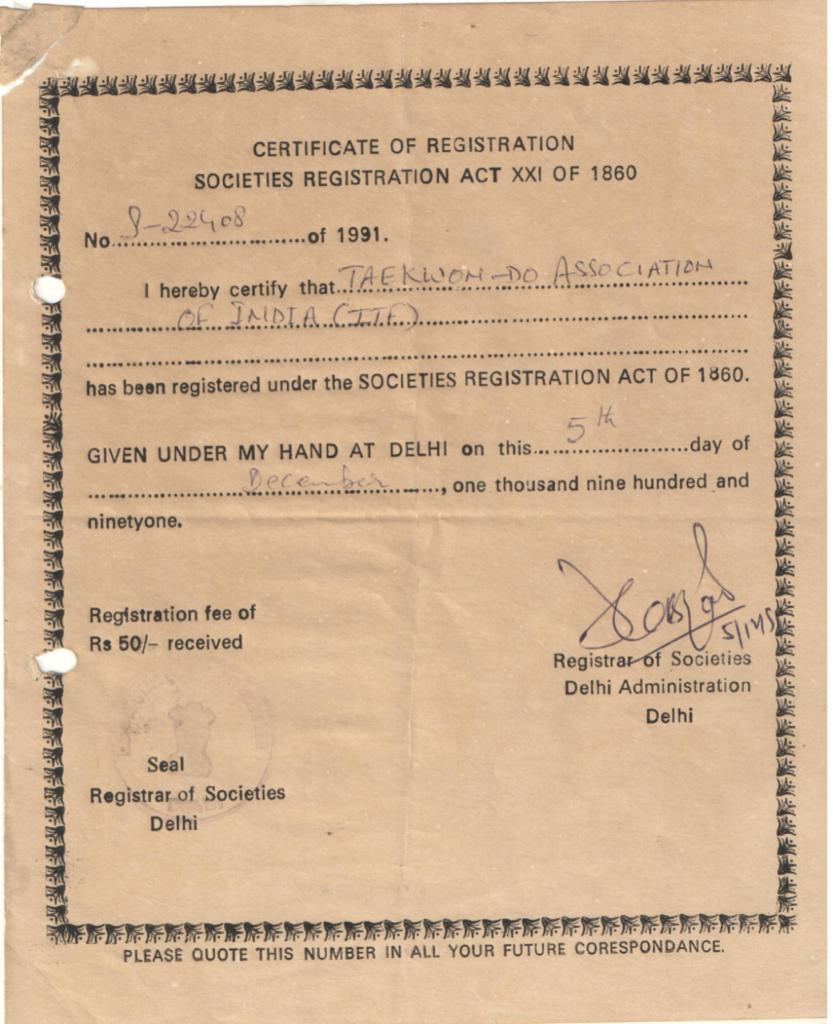 CERTIFICATE OF REGISTRATION
SOCIETIES REGISTRATION ACT XXI OF 1860
No. S-22408 of 1991.
I hereby certify that TAEKWON-DO ASSOCIATION
OF INDIA (ITF)
has been registered under the SOCIETIES REGISTRATION ACT OF 1860.
GIVEN UNDER MY HAND AT DELHI on this 5th day of
December, one thousand nine hundred and
ninetyone.
Registration fee of
Rs 50/- received
Registrar of Societies
Delhi Administration
Delhi
Seal
Registrar of Societies
Delhi
PLEASE QUOTE THIS NUMBER IN ALL YOUR FUTURE CORESPONDANCE.